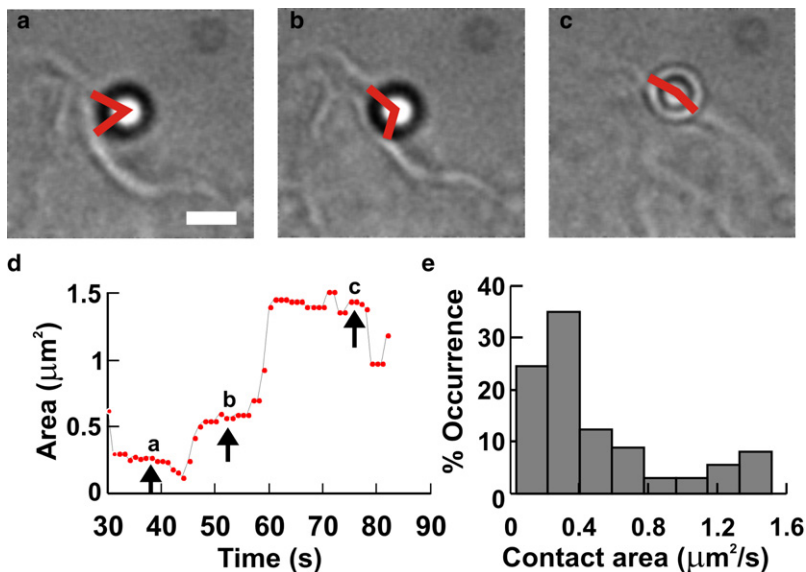 a
b
c
d
Area (μm²)
1.5
1
0.5
0
a
b
c
30 40 50 60 70 80 90
Time (s)
e
% Occurrence
40
30
20
10
0
0 0.4 0.8 1.2 1.6
Contact area (μm²/s)